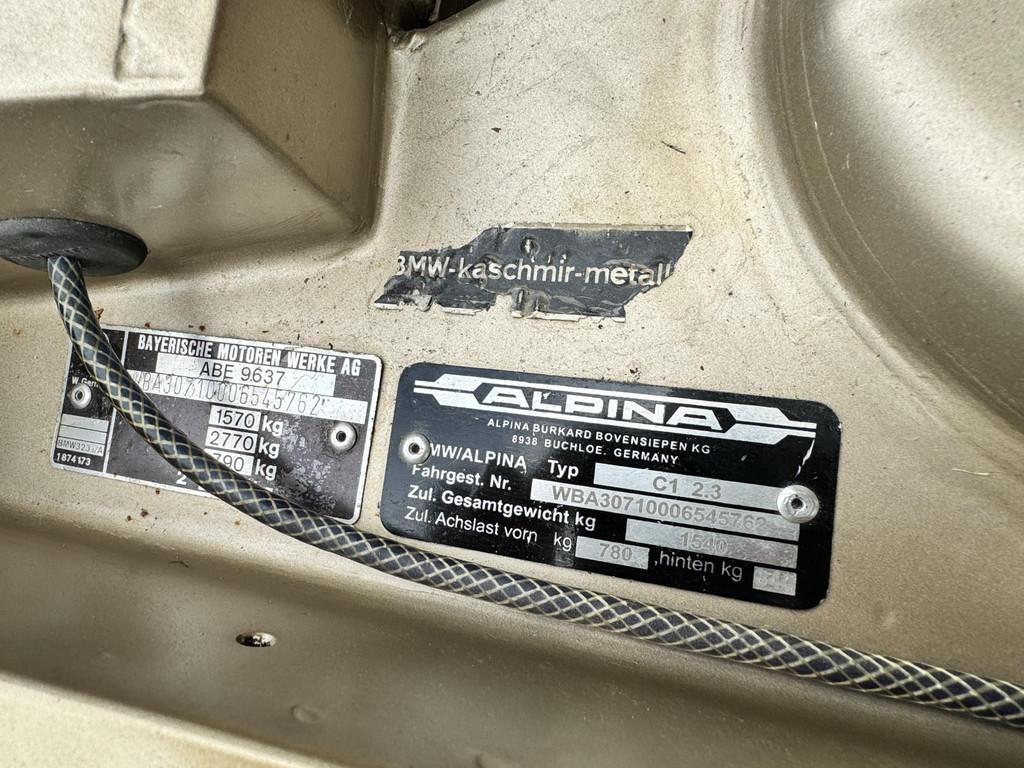 BMW-kaschmir-metall
BAYERISCHE MOTOREN WERKE AG
ABE 9637
WBA30710006545762
1570 kg
2770 kg
790 kg
2
BMW323
1874173
ALPINA
ALPINA BURKARD BOVENSIEPEN KG
8938 BUCHLOE. GERMANY
BMW/ALPINA Typ C1 2.3
Fahrgest. Nr. WBA30710006545762
Zul. Gesamtgewicht kg 1540
Zul. Achslast vorn kg 780 ,hinten kg